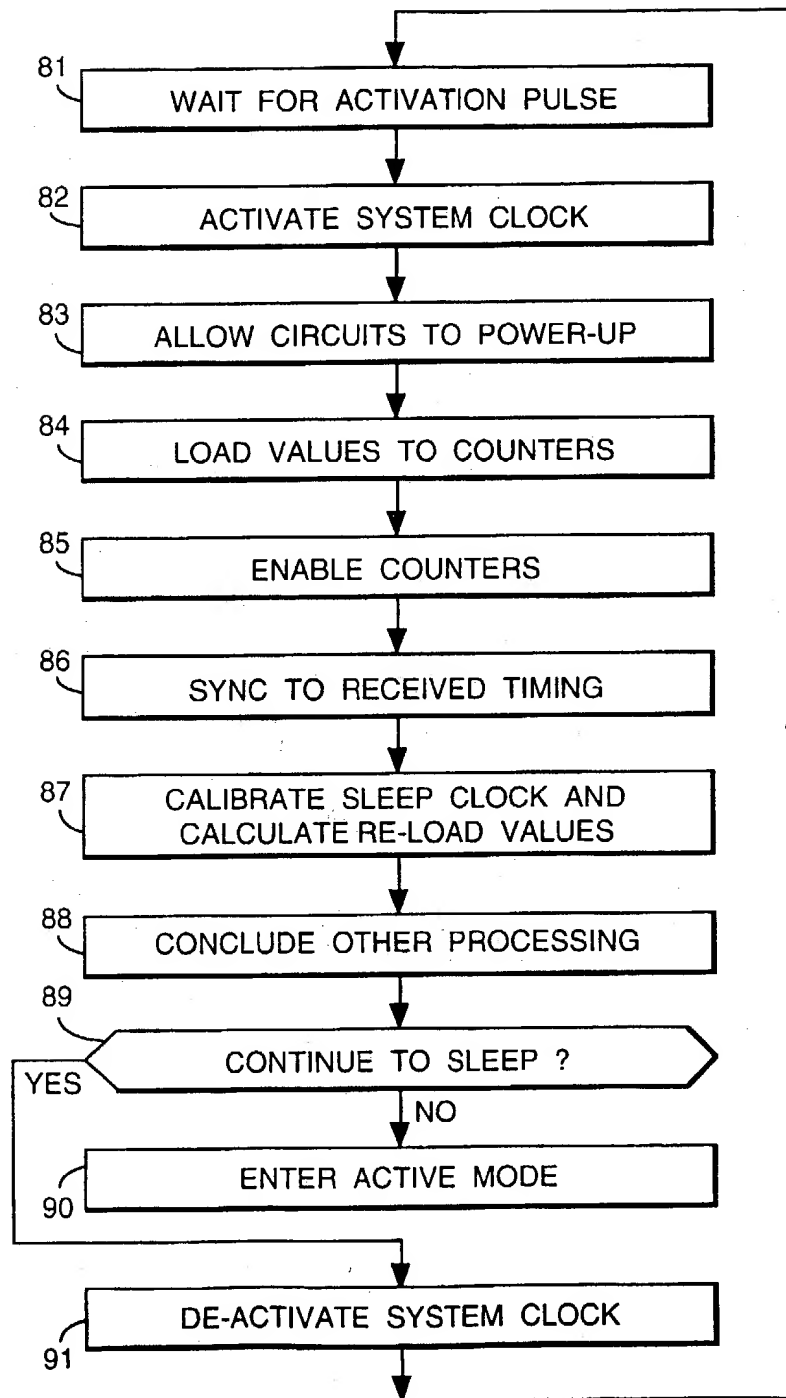 81
WAIT FOR ACTIVATION PULSE
82
ACTIVATE SYSTEM CLOCK
83
ALLOW CIRCUITS TO POWER-UP
84
LOAD VALUES TO COUNTERS
85
ENABLE COUNTERS
86
SYNC TO RECEIVED TIMING
87
CALIBRATE SLEEP CLOCK AND
CALCULATE RE-LOAD VALUES
88
CONCLUDE OTHER PROCESSING
89
CONTINUE TO SLEEP ?
YES
NO
ENTER ACTIVE MODE
90
DE-ACTIVATE SYSTEM CLOCK
91